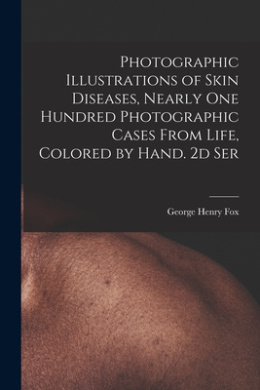 Photographic
Illustrations of Skin
Diseases, Nearly One
Hundred Photographic
Cases From Life,
Colored by Hand. 2d Ser
George Henry Fox